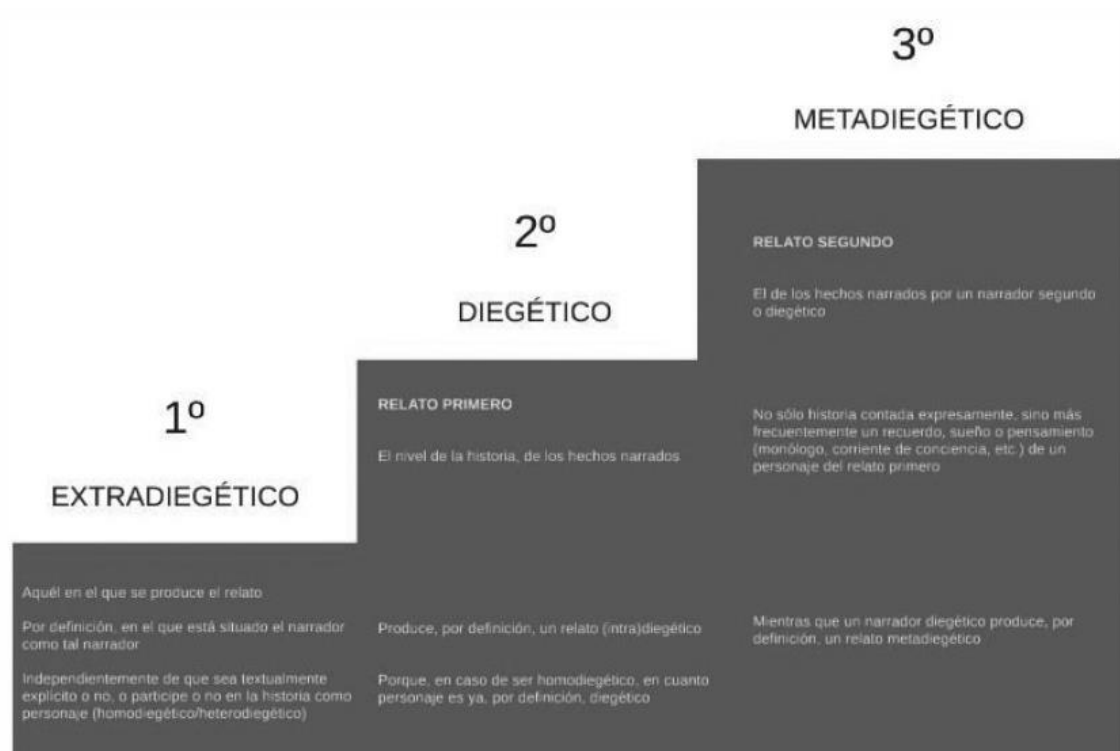 1º
EXTRADIEGÉTICO
Aquél en el que se produce el relato
Por definición, en el que está situado el narrador
como tal narrador
Independientemente de que sea textualmente
explícito o no, o participe o no en la historia como
personaje (homodiegético/heterodiegético)
2º
DIEGÉTICO
RELATO PRIMERO
El nivel de la historia, de los hechos narrados
Produce, por definición, un relato (intra)diegético
Porque, en caso de ser homodiegético, en cuanto
personaje es ya, por definición, diegético
3º
METADIEGÉTICO
RELATO SEGUNDO
El de los hechos narrados por un narrador segundo
o diegético
No sólo historia contada expresamente, sino más
frecuentemente un recuerdo, sueño o pensamiento
(monólogo, corriente de conciencia, etc.) de un
personaje del relato primero
Mientras que un narrador diegético produce, por
definición, un relato metadiegético